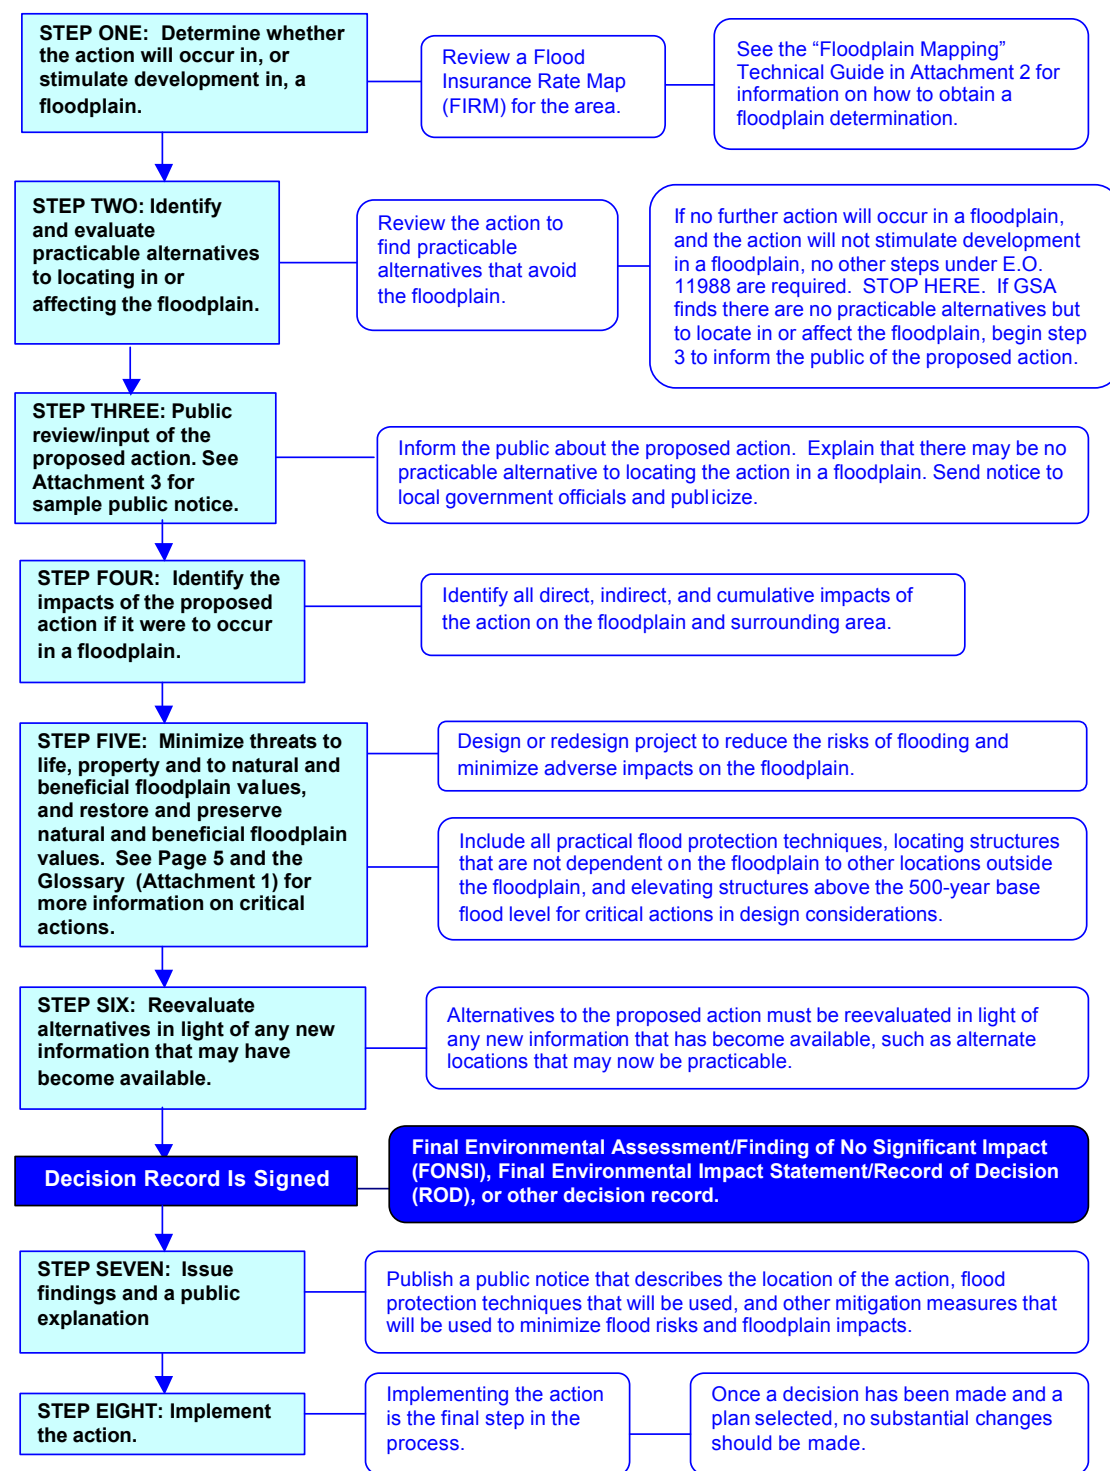 STEP ONE:  Determine whether
the action will occur in, or
stimulate development in, a
floodplain.
Review a Flood
Insurance Rate Map
(FIRM) for the area.
See the “Floodplain Mapping”
Technical Guide in Attachment 2 for
information on how to obtain a
floodplain determination.
STEP TWO: Identify
and evaluate
practicable alternatives
to locating in or
affecting the floodplain.
Review the action to
find practicable
alternatives that avoid
the floodplain.
If no further action will occur in a floodplain,
and the action will not stimulate development
in a floodplain, no other steps under E.O.
11988 are required.  STOP HERE.  If GSA
finds there are no practicable alternatives but
to locate in or affect the floodplain, begin step
3 to inform the public of the proposed action.
STEP THREE: Public
review/input of the
proposed action. See
Attachment 3 for
sample public notice.
Inform the public about the proposed action.  Explain that there may be no
practicable alternative to locating the action in a floodplain. Send notice to
local government officials and publicize.
STEP FOUR:  Identify the
impacts of the proposed
action if it were to occur
in a floodplain.
Identify all direct, indirect, and cumulative impacts of
the action on the floodplain and surrounding area.
STEP FIVE:  Minimize threats to
life, property and to natural and
beneficial floodplain values,
and restore and preserve
natural and beneficial floodplain
values.  See Page 5 and the
Glossary  (Attachment 1) for
more information on critical
actions.
Design or redesign project to reduce the risks of flooding and
minimize adverse impacts on the floodplain.
Include all practical flood protection techniques, locating structures
that are not dependent on the floodplain to other locations outside
the floodplain, and elevating structures above the 500-year base
flood level for critical actions in design considerations.
STEP SIX:  Reevaluate
alternatives in light of any new
information that may have
become available.
Alternatives to the proposed action must be reevaluated in light of
any new information that has become available, such as alternate
locations that may now be practicable.
Decision Record Is Signed
Final Environmental Assessment/Finding of No Significant Impact
(FONSI), Final Environmental Impact Statement/Record of Decision
(ROD), or other decision record.
STEP SEVEN:  Issue
findings and a public
explanation
Publish a public notice that describes the location of the action, flood
protection techniques that will be used, and other mitigation measures that
will be used to minimize flood risks and floodplain impacts.
STEP EIGHT: Implement
the action.
Implementing the action
is the final step in the
process.
Once a decision has been made and a
plan selected, no substantial changes
should be made.